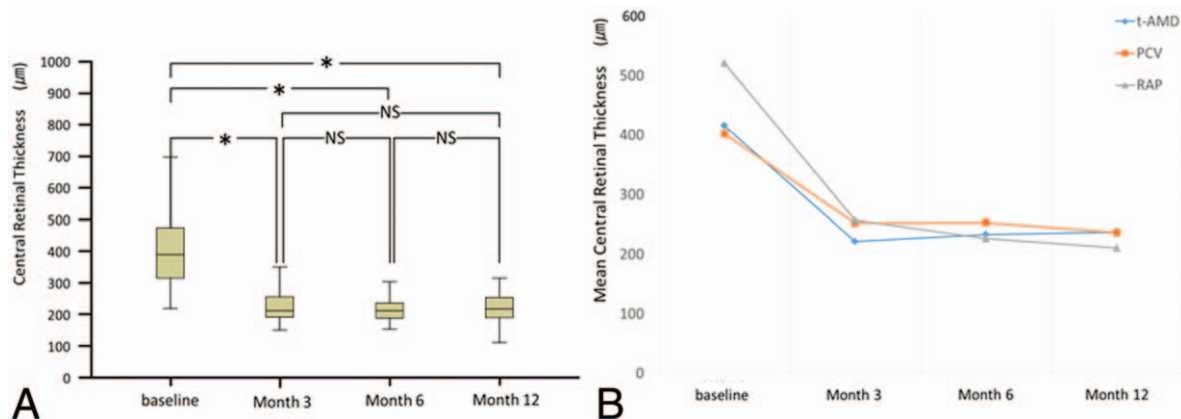 Central Retinal Thickness (㎛)
1000
900
800
700
600
500
400
300
200
100
0
*
*
NS
*
NS
NS
baseline Month 3 Month 6 Month 12
A
Mean Central Retinal Thickness (㎛)
600
500
400
300
200
100
0
t-AMD
PCV
RAP
baseline Month 3 Month 6 Month 12
B